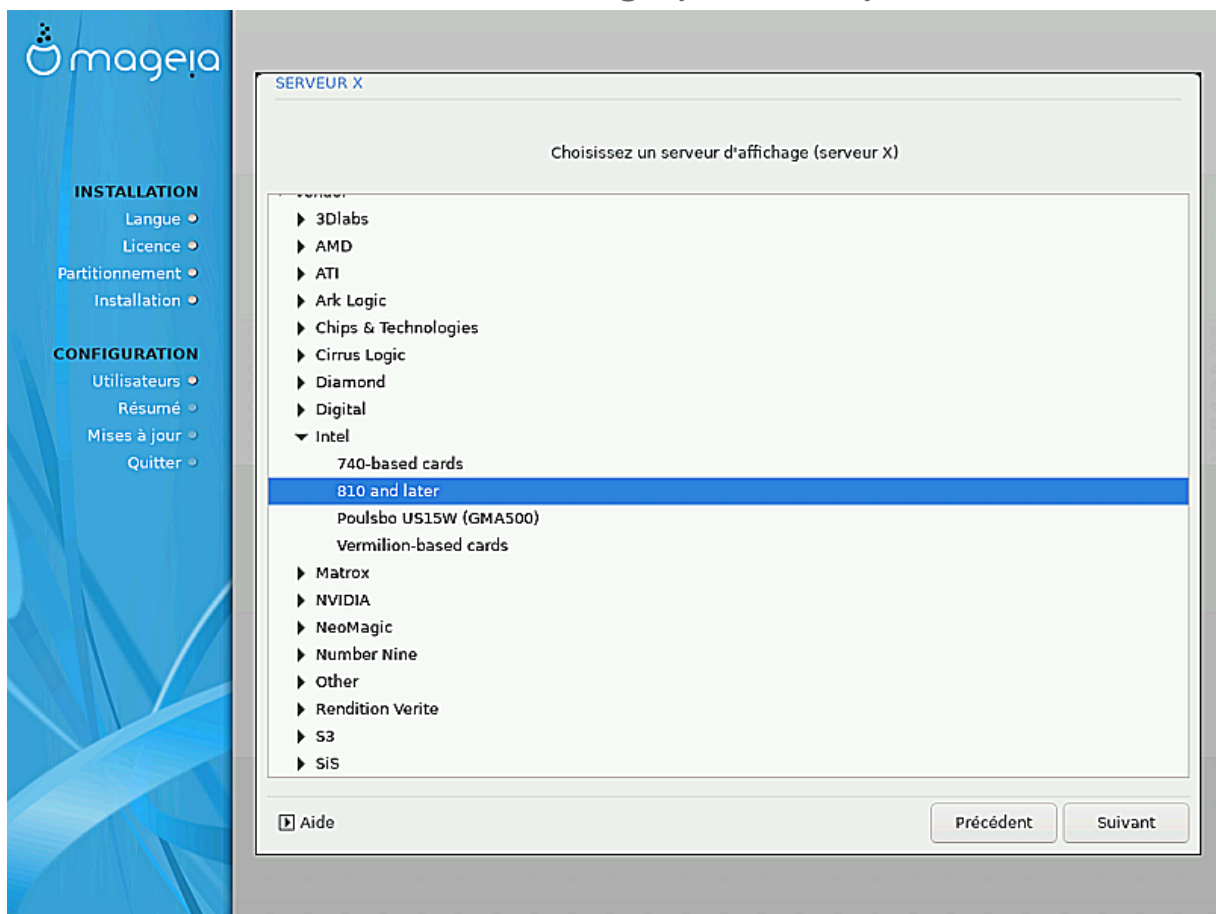 mageia
INSTALLATION
Langue
Licence
Partitionnement
Installation
CONFIGURATION
Utilisateurs
Résumé
Mises à jour
Quitter
SERVEUR X
Choisissez un serveur d'affichage (serveur X)
3Dlabs
AMD
ATI
Ark Logic
Chips & Technologies
Cirrus Logic
Diamond
Digital
Intel
740-based cards
810 and later
Poulsbo US15W (GMA500)
Vermilion-based cards
Matrox
NVIDIA
NeoMagic
Number Nine
Other
Rendition Verite
S3
SiS
Aide
Précédent
Suivant